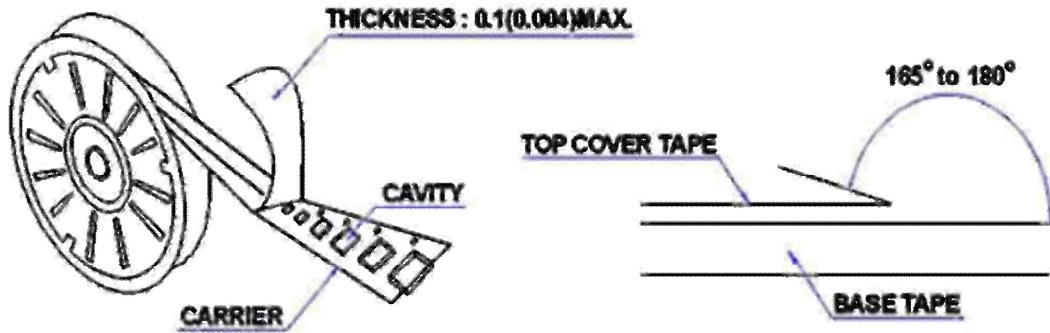 THICKNESS : 0.1(0.004)MAX.
165° to 180°
TOP COVER TAPE
CAVITY
CARRIER
BASE TAPE